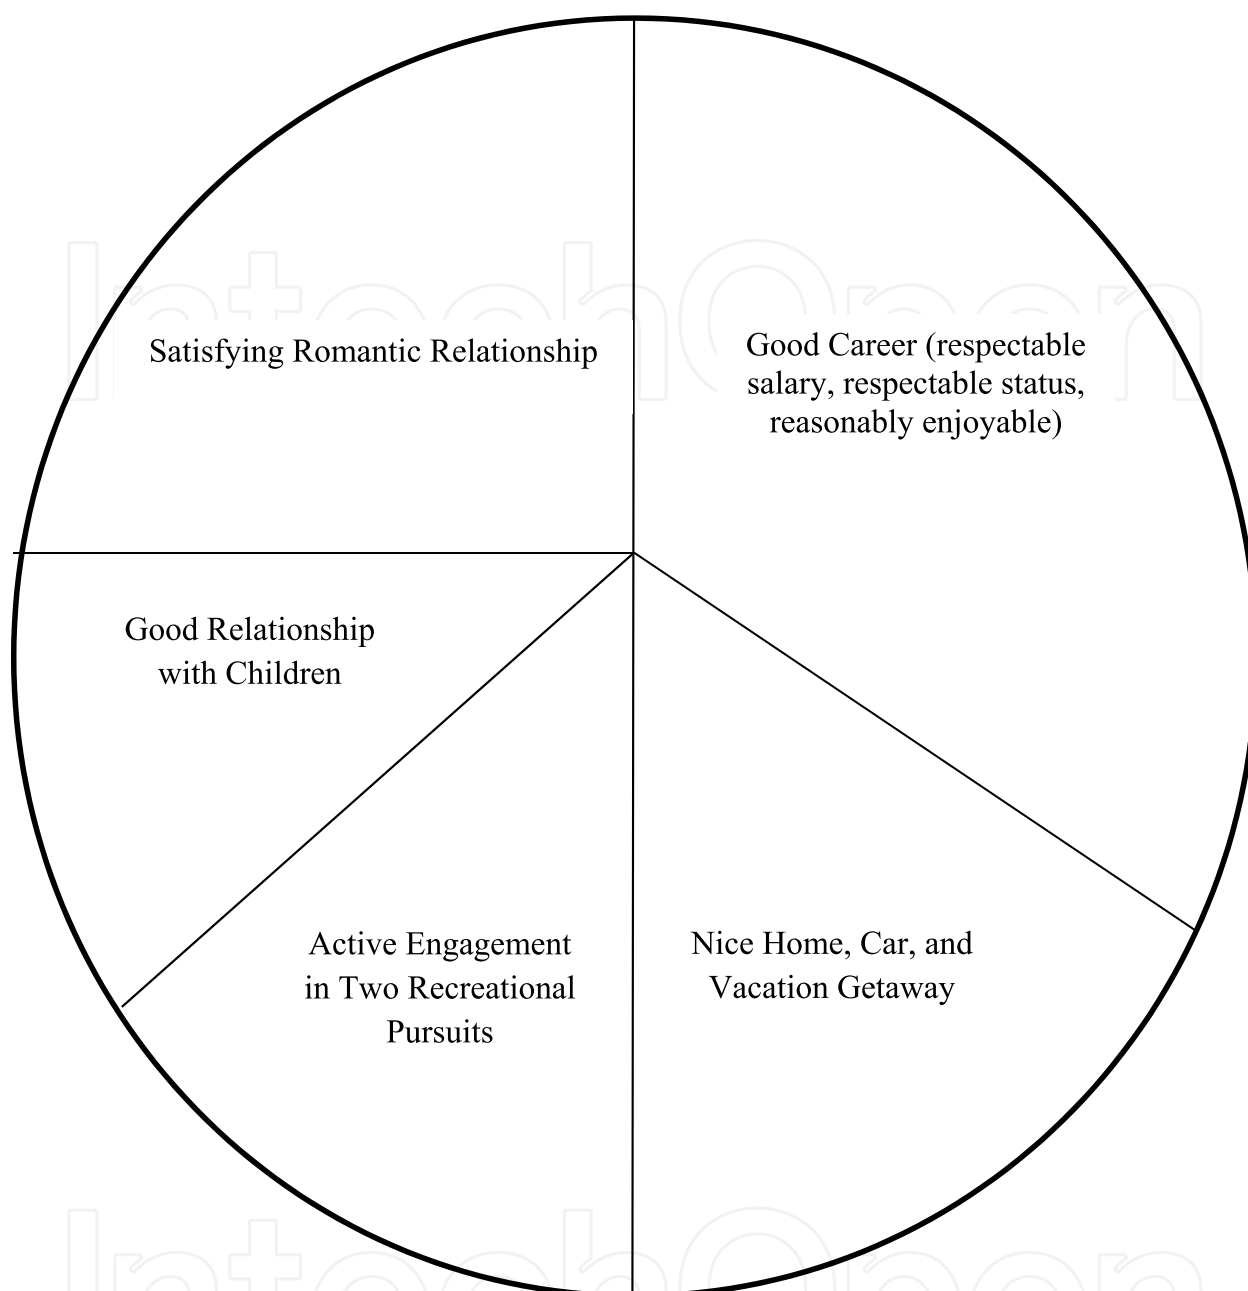 IntechOpen
Satisfying Romantic Relationship
Good Career (respectable
salary, respectable status,
reasonably enjoyable)
Good Relationship
with Children
Active Engagement
in Two Recreational
Pursuits
Nice Home, Car, and
Vacation Getaway
IntechOpen